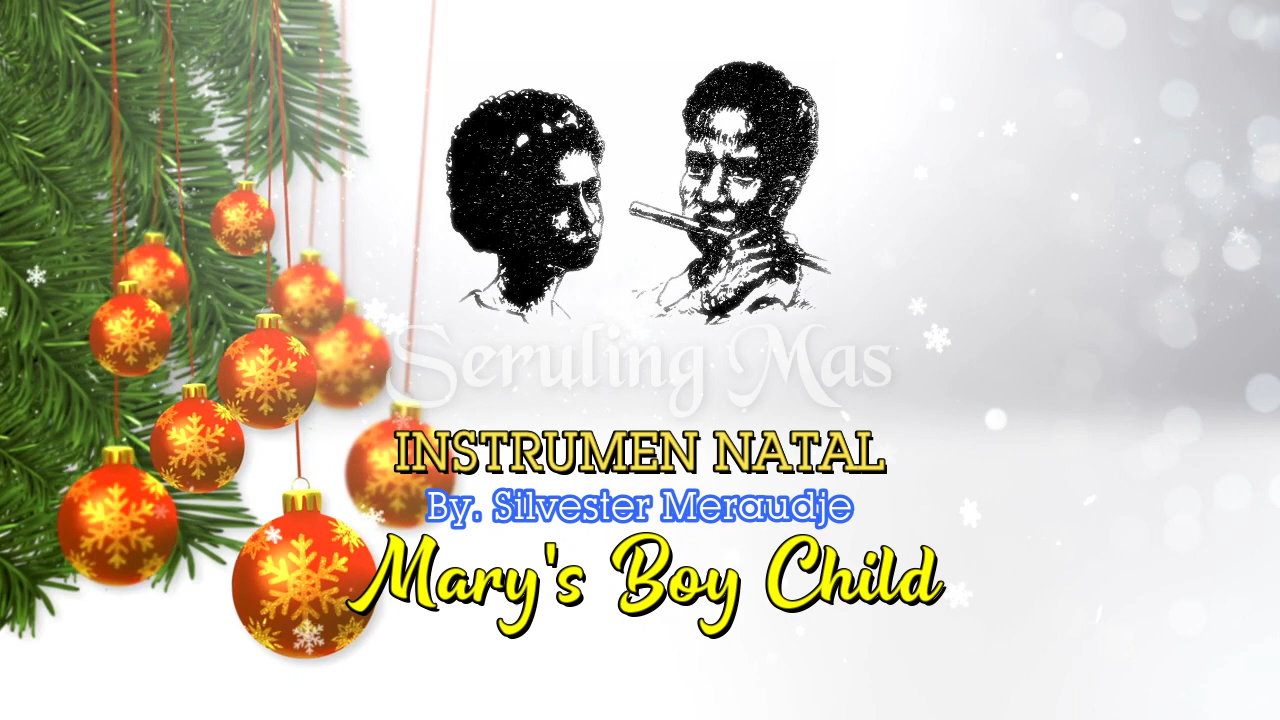 Seruling Mas
INSTRUMEN NATAL
By. Silvester Meraudje
Mary's Boy Child